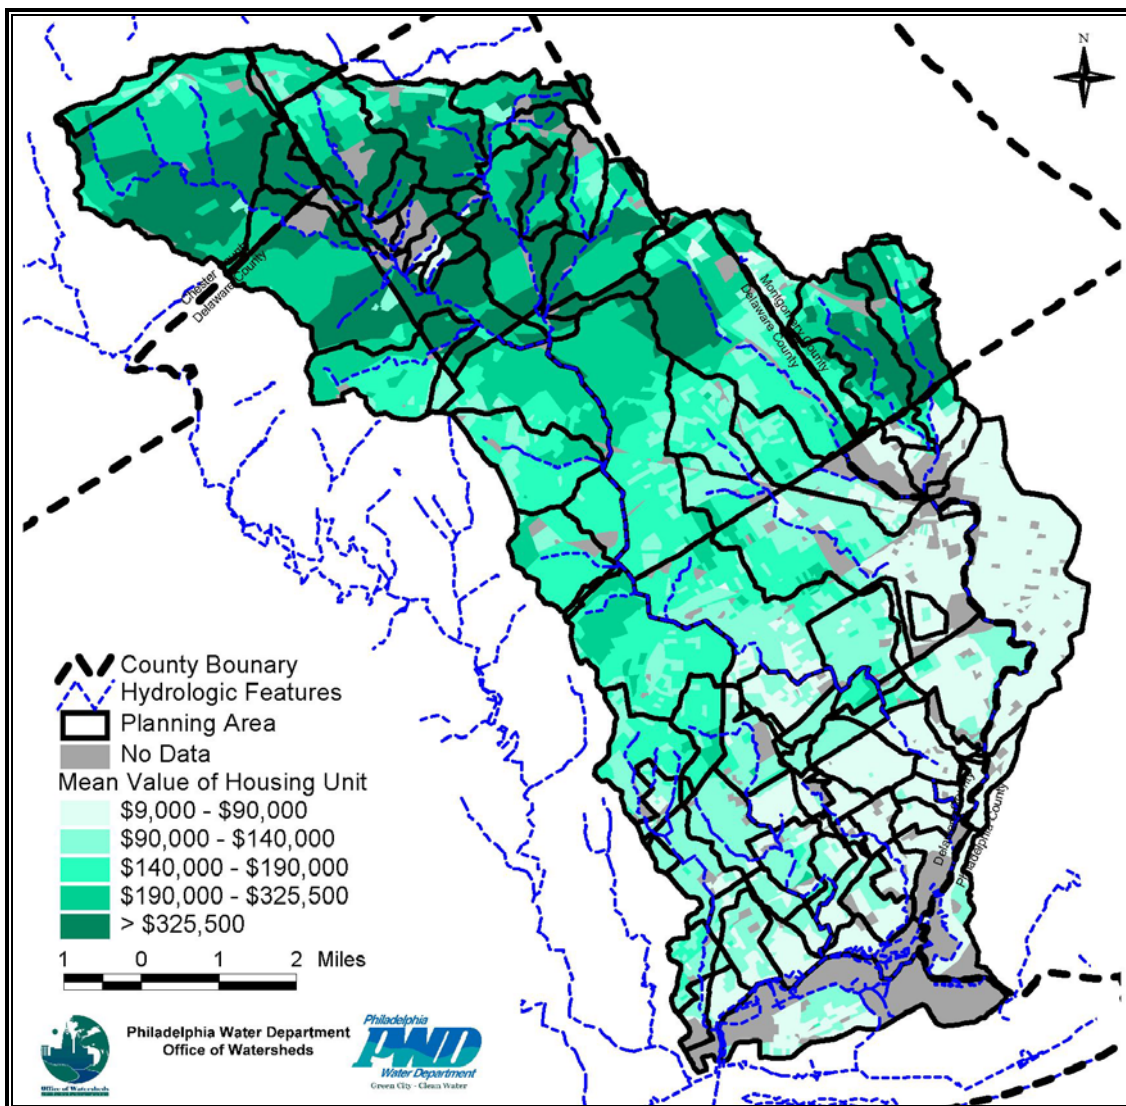 N
Chester County
Delaware County
Montgomery County
Delaware County
Delaware County
Philadelphia County
County Bounary
Hydrologic Features
Planning Area
No Data
Mean Value of Housing Unit
$9,000 - $90,000
$90,000 - $140,000
$140,000 - $190,000
$190,000 - $325,500
> $325,500
1 0 1 2 Miles
Philadelphia Water Department
Office of Watersheds
Office of Watersheds
Philadelphia
PWD
Water Department
Green City - Clean Water